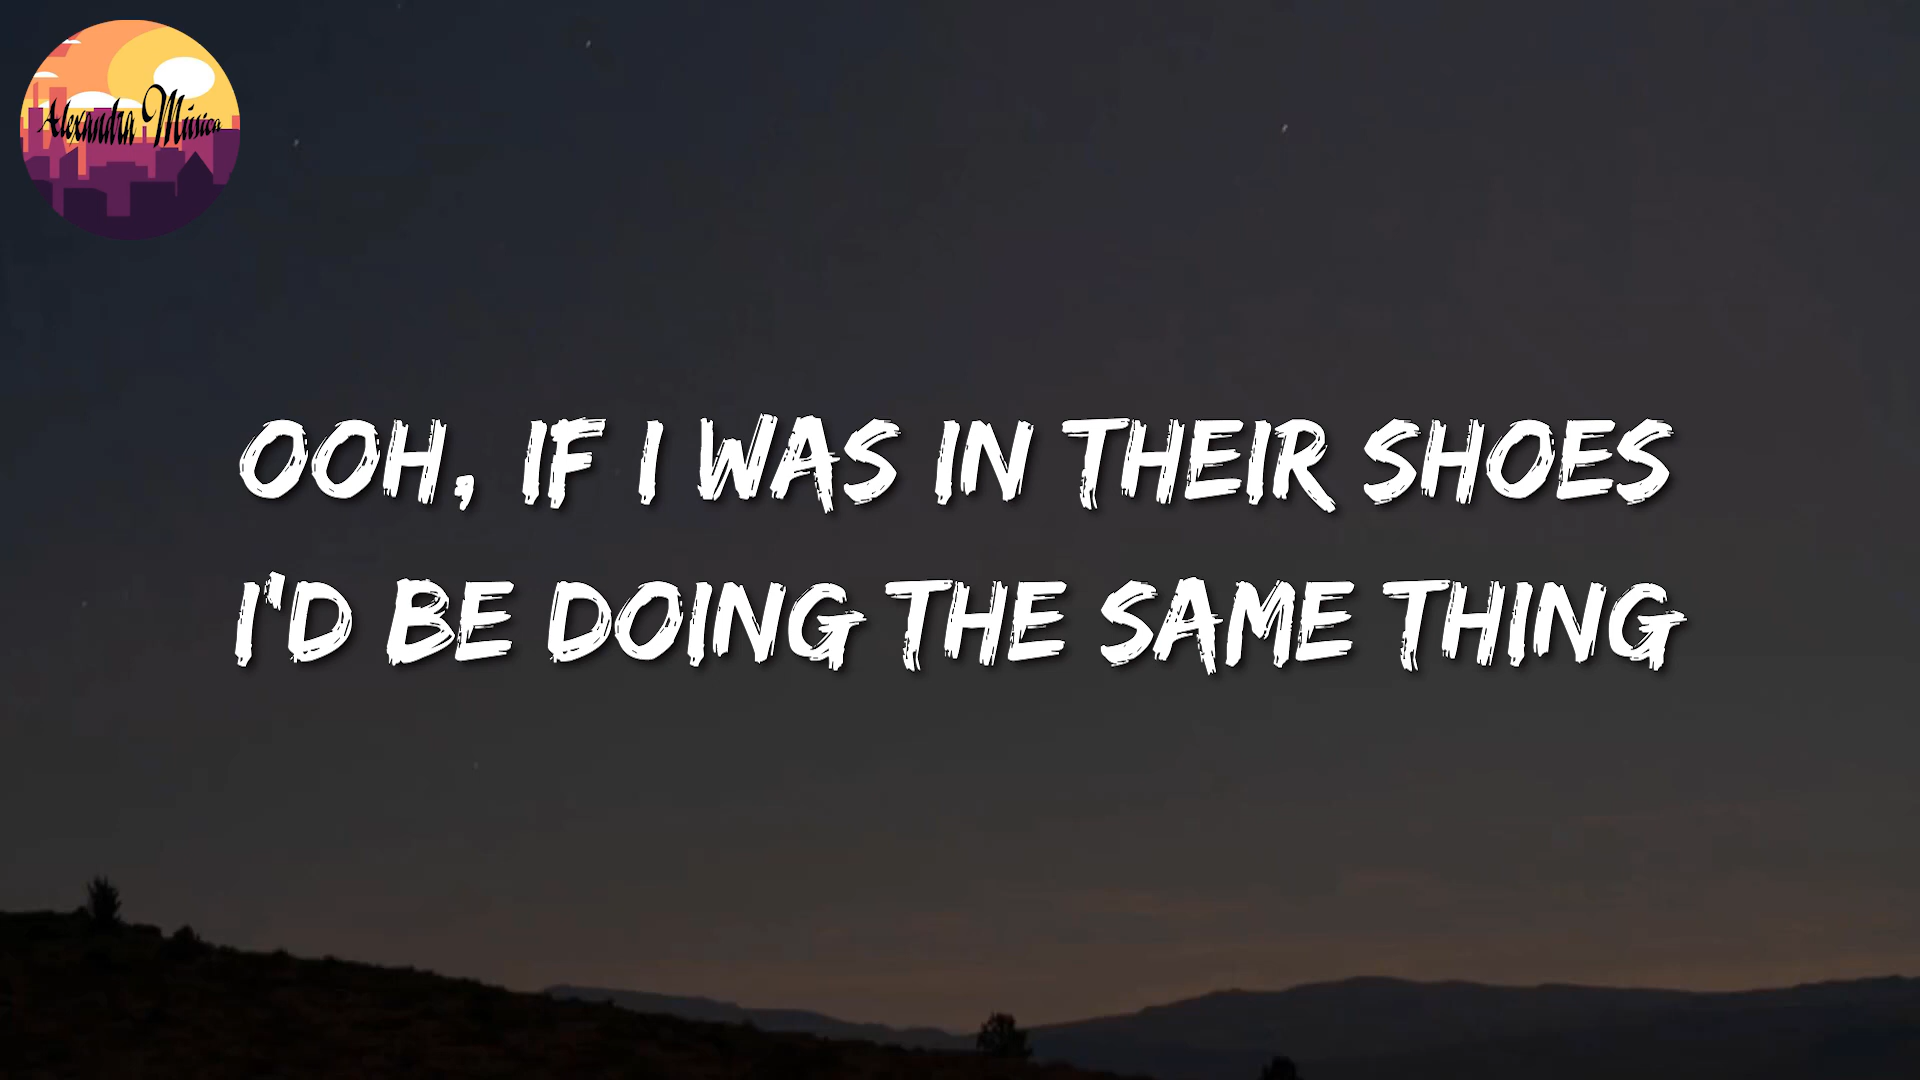 Alexandra Música
OOH, IF I WAS IN THEIR SHOES
I'D BE DOING THE SAME THING